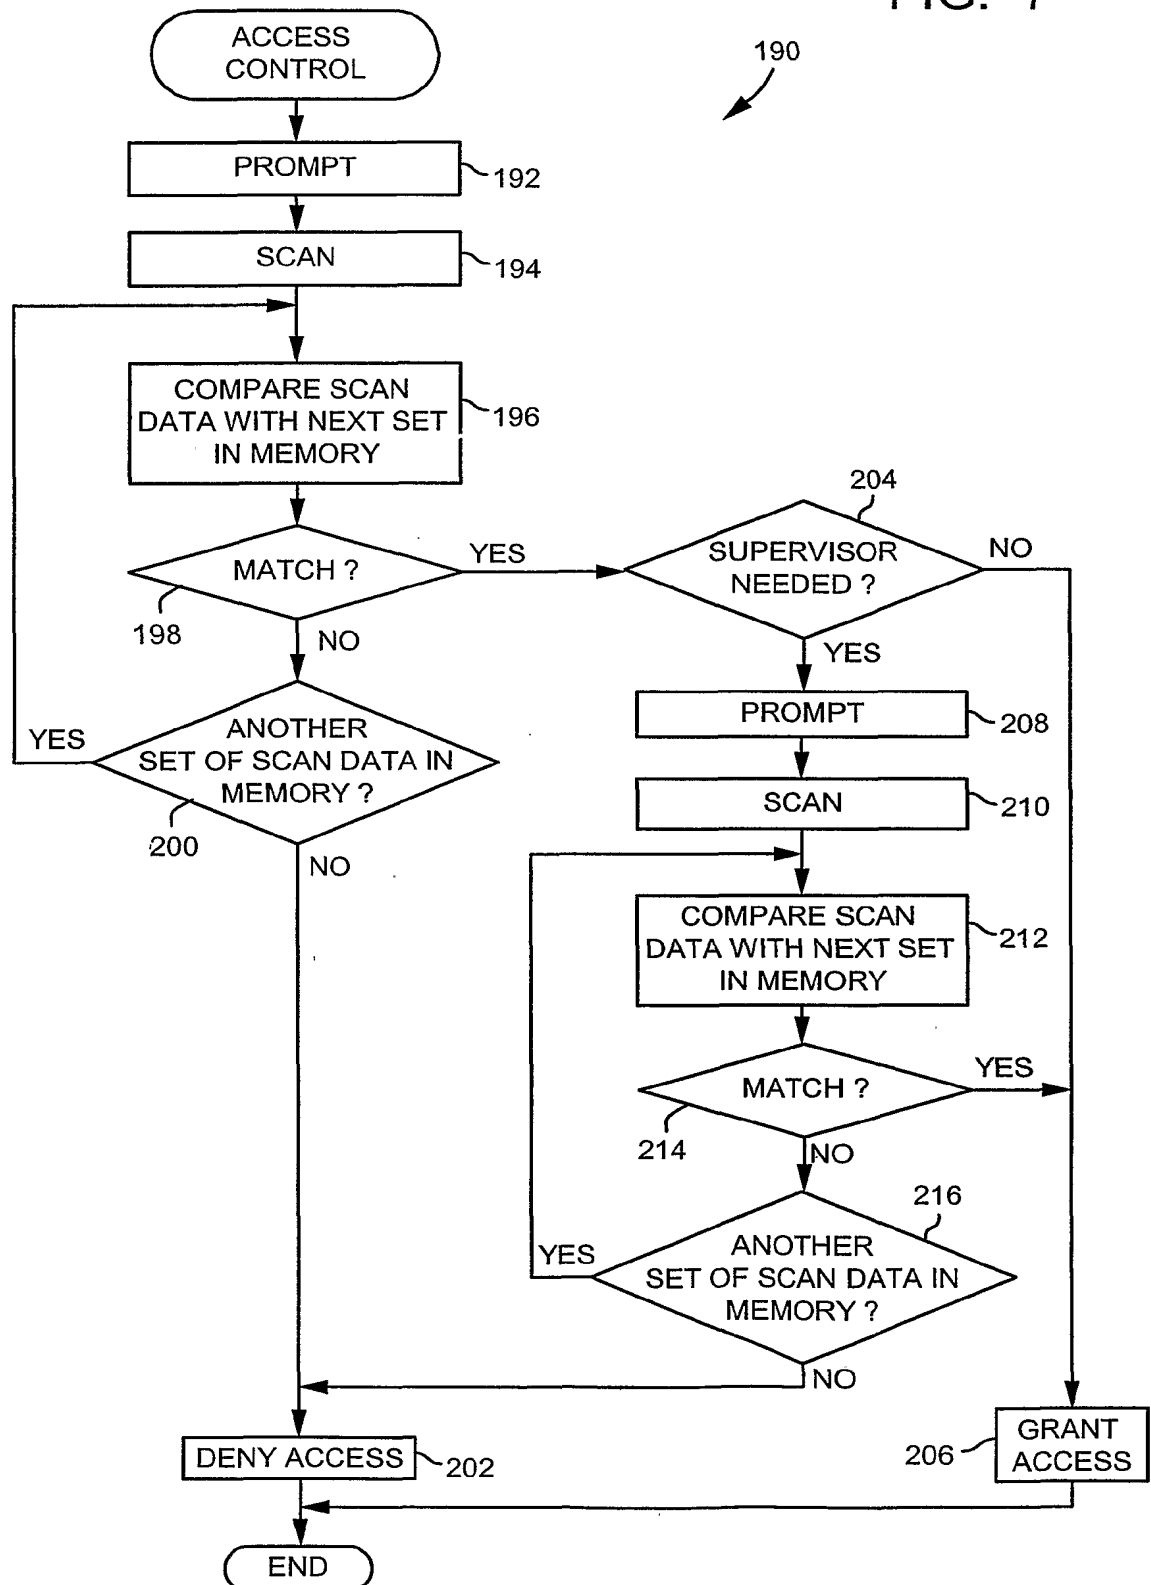 FIG.
ACCESS
CONTROL
190
PROMPT
192
SCAN
194
COMPARE SCAN
DATA WITH NEXT SET
IN MEMORY
196
MATCH ?
198
YES
NO
SUPERVISOR
NEEDED ?
204
NO
YES
ANOTHER
SET OF SCAN DATA IN
MEMORY ?
200
YES
NO
PROMPT
208
SCAN
210
COMPARE SCAN
DATA WITH NEXT SET
IN MEMORY
212
MATCH ?
214
YES
NO
ANOTHER
SET OF SCAN DATA IN
MEMORY ?
216
YES
NO
DENY ACCESS
202
GRANT
ACCESS
206
END